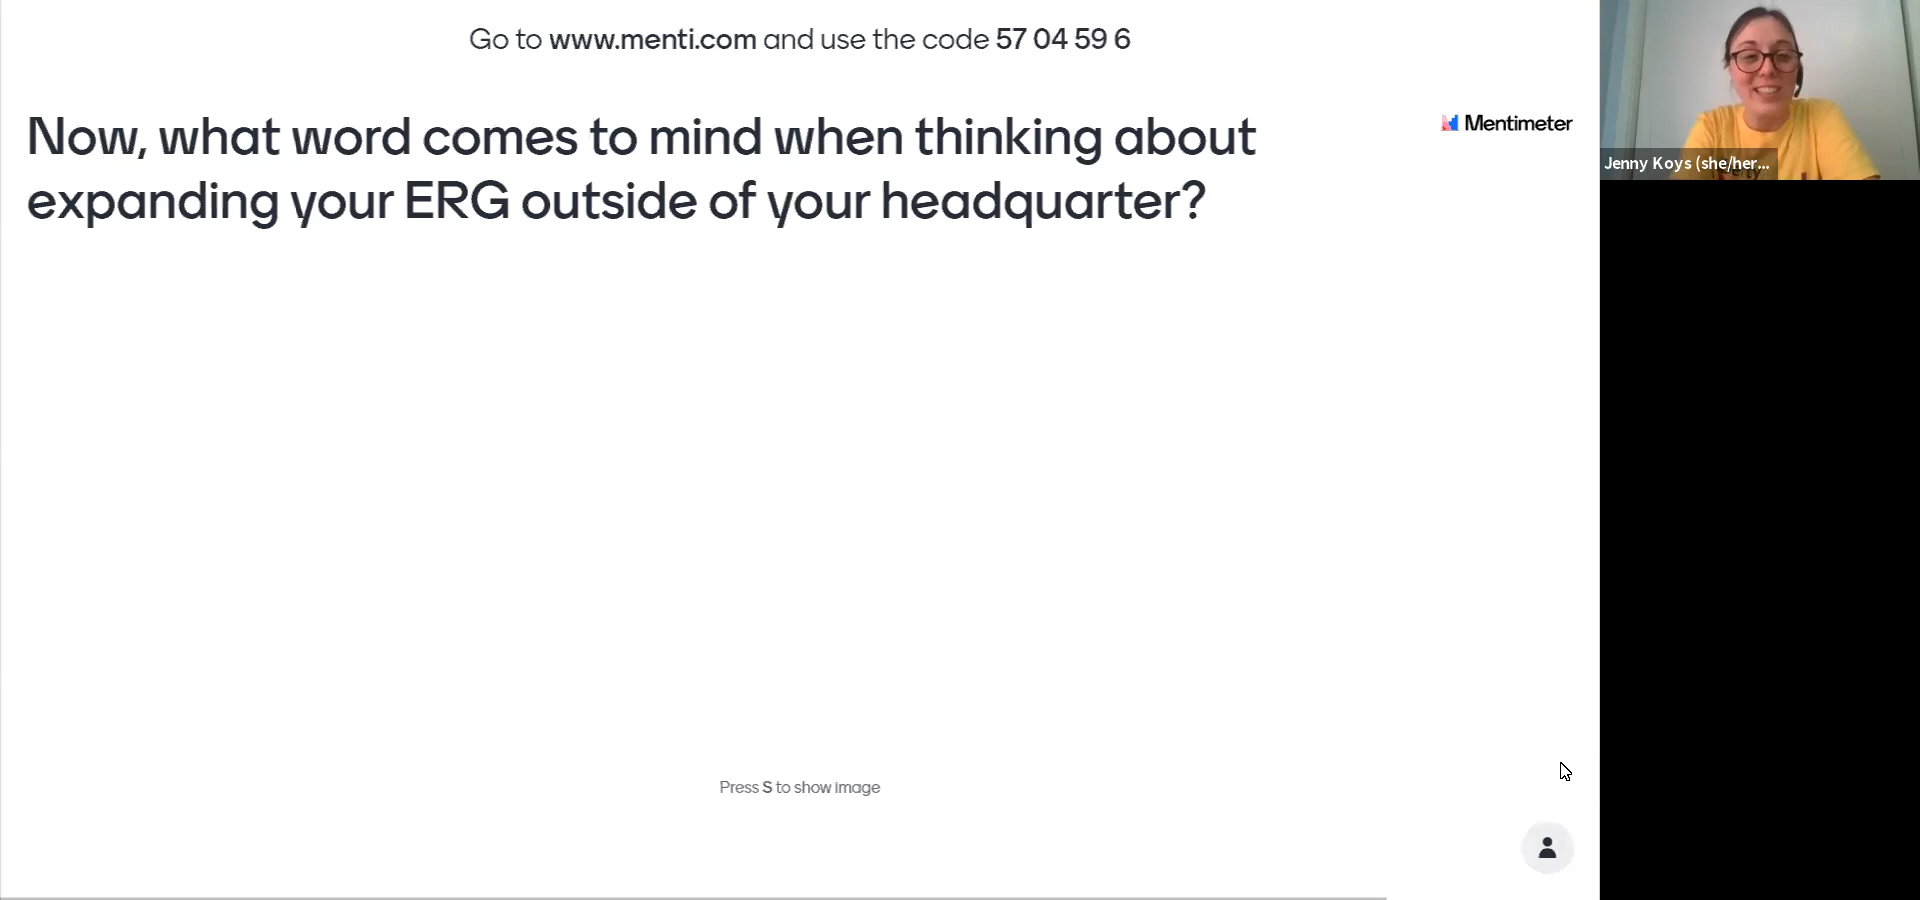 Go to www.menti.com and use the code 57 04 59 6
Now, what word comes to mind when thinking about
expanding your ERG outside of your headquarter?
Mentimeter
Jenny Koys (she/her...
Press S to show image